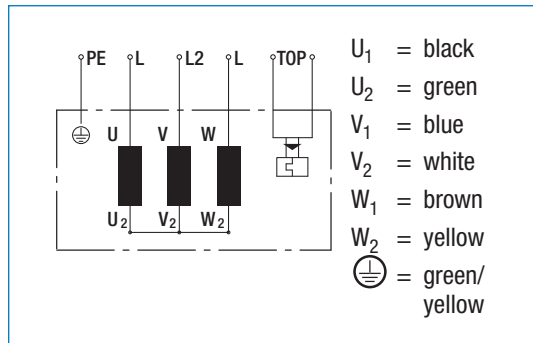 PE L L2 L TOP
U V W
U₂ V₂ W₂
U₁ = black
U₂ = green
V₁ = blue
V₂ = white
W₁ = brown
W₂ = yellow
= green/
yellow